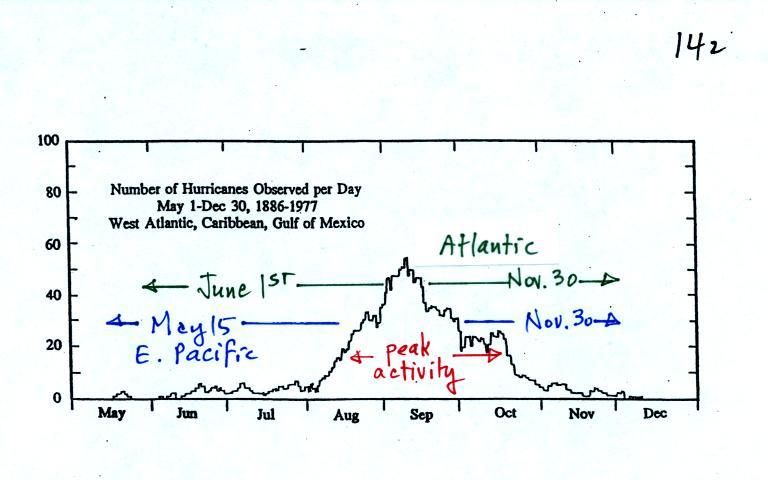 142
100
80
60
40
20
0
Number of Hurricanes Observed per Day
May 1-Dec 30, 1886-1977
West Atlantic, Caribbean, Gulf of Mexico
Atlantic
June 1ST
Nov. 30
May 15
Nov. 30
E. Pacific
peak
activity
May Jun Jul Aug Sep Oct Nov Dec